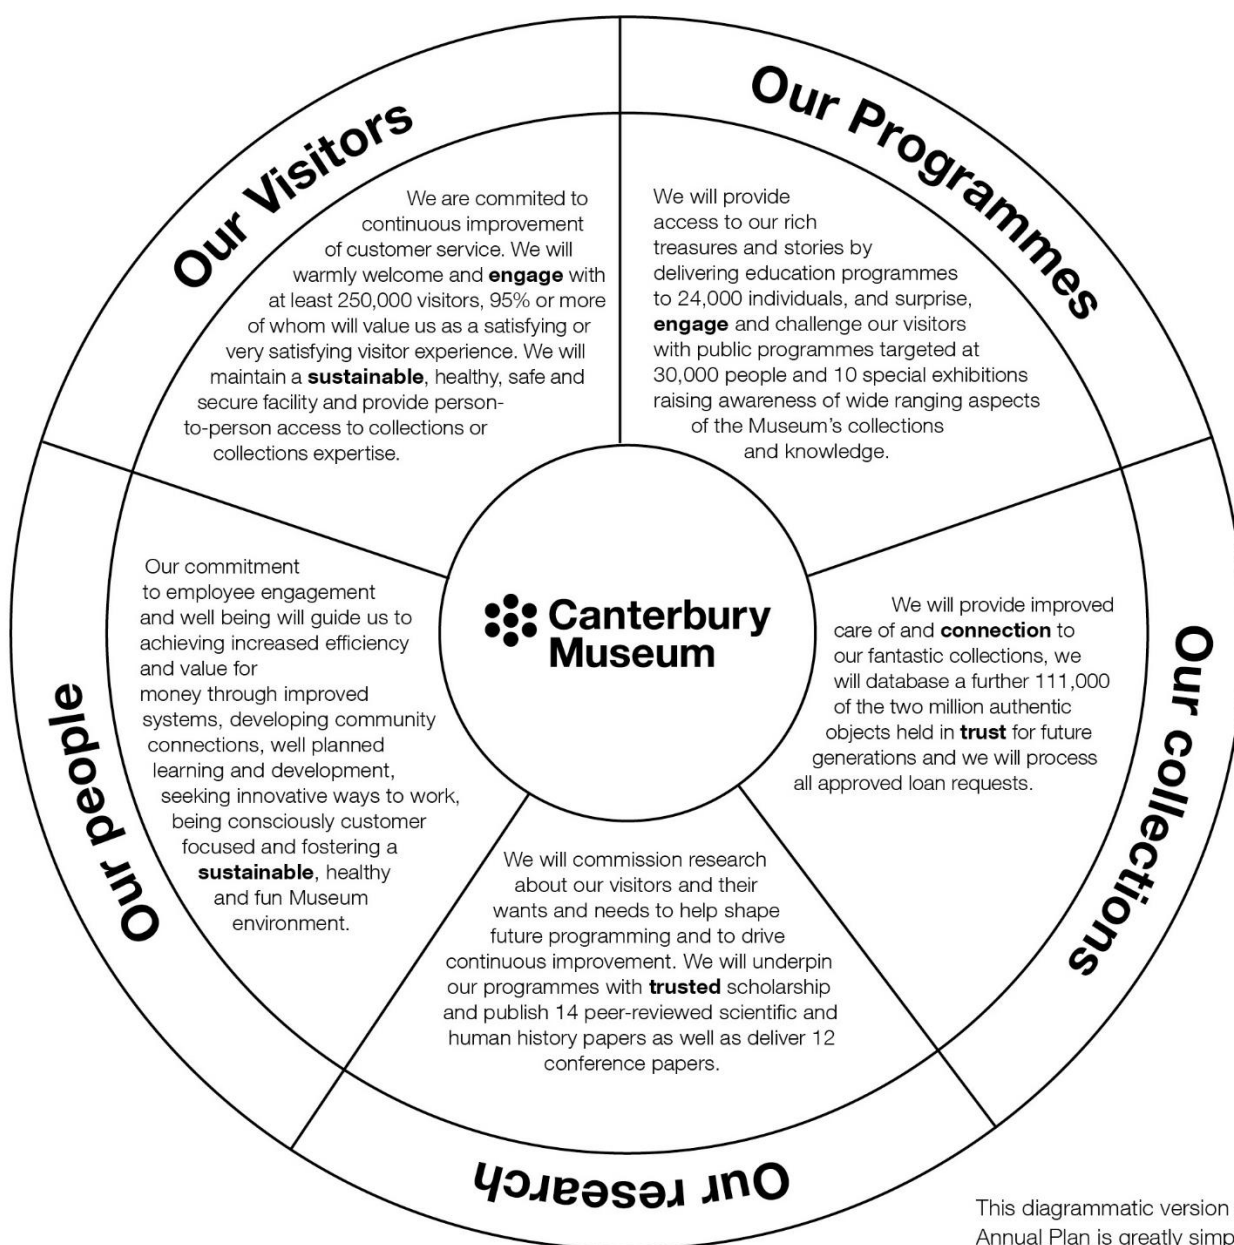 Our Visitors
We are commited to
continuous improvement
of customer service. We will
warmly welcome and engage with
at least 250,000 visitors, 95% or more
of whom will value us as a satisfying or
very satisfying visitor experience. We will
maintain a sustainable, healthy, safe and
secure facility and provide person-
to-person access to collections or
collections expertise.
Our Programmes
We will provide
access to our rich
treasures and stories by
delivering education programmes
to 24,000 individuals, and surprise,
engage and challenge our visitors
with public programmes targeted at
30,000 people and 10 special exhibitions
raising awareness of wide ranging aspects
of the Museum's collections
and knowledge.
Our collections
We will provide improved
care of and connection to
our fantastic collections, we
will database a further 111,000
of the two million authentic
objects held in trust for future
generations and we will process
all approved loan requests.
Our research
We will commission research
about our visitors and their
wants and needs to help shape
future programming and to drive
continuous improvement. We will underpin
our programmes with trusted scholarship
and publish 14 peer-reviewed scientific and
human history papers as well as deliver 12
conference papers.
Our people
Our commitment
to employee engagement
and well being will guide us to
achieving increased efficiency
and value for
money through improved
systems, developing community
connections, well planned
learning and development,
seeking innovative ways to work,
being consciously customer
focused and fostering a
sustainable, healthy
and fun Museum
environment.
Canterbury
Museum
This diagrammatic version
Annual Plan is greatly simp